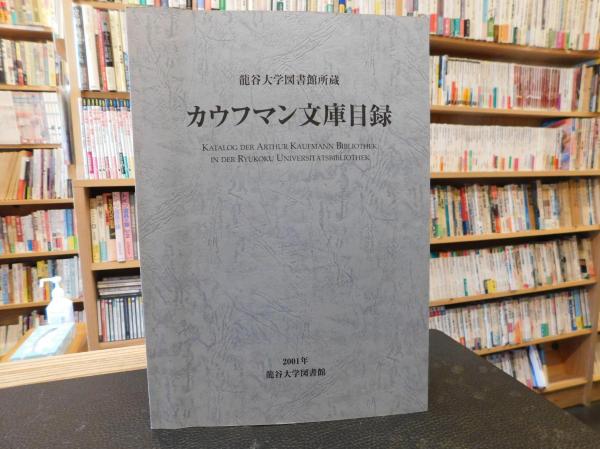 龍谷大学図書館所蔵
カウフマン文庫目録
KATALOG DER ARTHUR KAUFMANN BIBLIOTHEK
IN DER RYUKOKU UNIVERSITÄTSBIBLIOTHEK
2001年
龍谷大学図書館